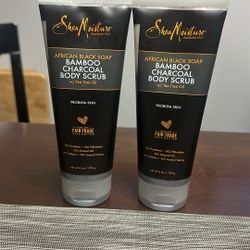 SheaMoisture
AFRICAN BLACK SOAP
BAMBOO
CHARCOAL
BODY SCRUB
w/ Tea Tree Oil
PROBLEM SKIN
FAIR TRADE
SheaMoisture
AFRICAN BLACK SOAP
BAMBOO
CHARCOAL
BODY SCRUB
w/ Tea Tree Oil
PROBLEM SKIN
FAIR TRADE